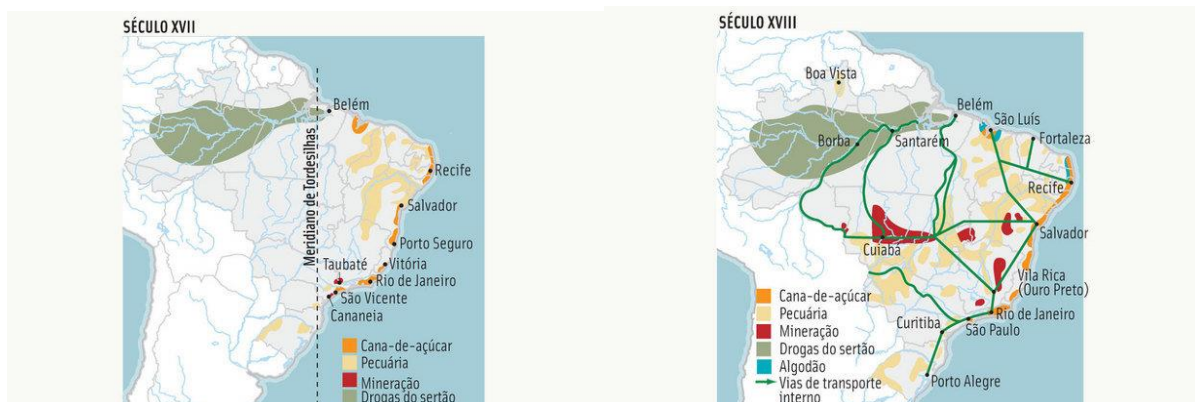 SÉCULO XVII
Belém
Meridiano de Tordesilhas
Recife
Salvador
Porto Seguro
Vitória
Taubaté
Rio de Janeiro
São Vicente
Cananeia
Cana-de-açúcar
Pecuária
Mineração
Drogas do sertão
SÉCULO XVIII
Boa Vista
Belém
São Luís
Fortaleza
Borba
Santarém
Recife
Salvador
Cuiabá
Vila Rica
(Ouro Preto)
Rio de Janeiro
São Paulo
Curitiba
Porto Alegre
Cana-de-açúcar
Pecuária
Mineração
Drogas do sertão
Algodão
Vias de transporte
interno